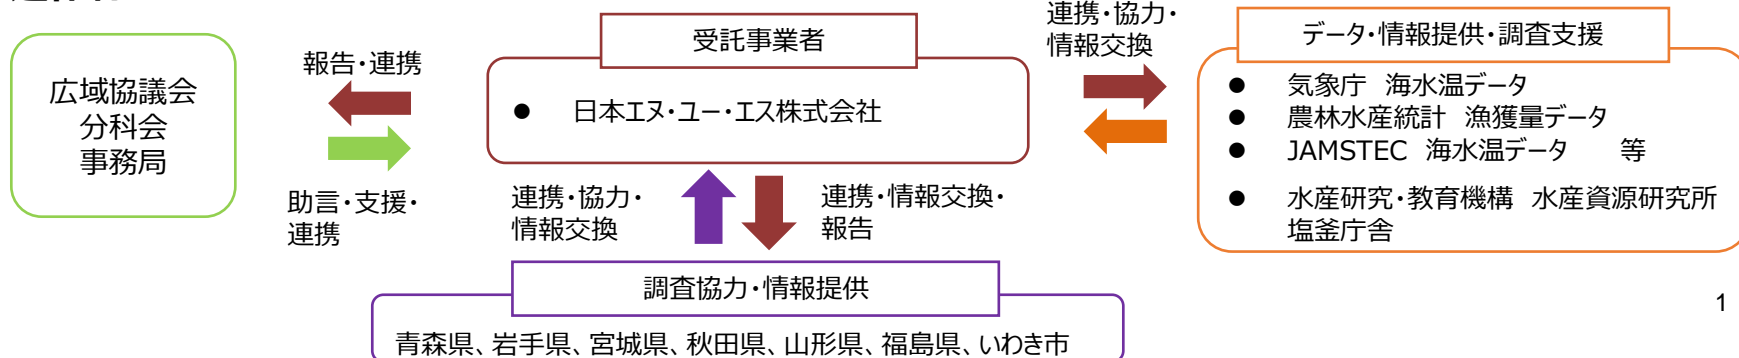 広域協議会
分科会
事務局
報告・連携
助言・支援・
連携
受託事業者
● 日本エヌ・ユー・エス株式会社
連携・協力・
情報交換
連携・情報交換・
報告
連携・協力・
情報交換
データ・情報提供・調査支援
● 気象庁 海水温データ
● 農林水産統計 漁獲量データ
● JAMSTEC 海水温データ 等
● 水産研究・教育機構 水産資源研究所
塩釜庁舎
調査協力・情報提供
青森県、岩手県、宮城県、秋田県、山形県、福島県、いわき市
1